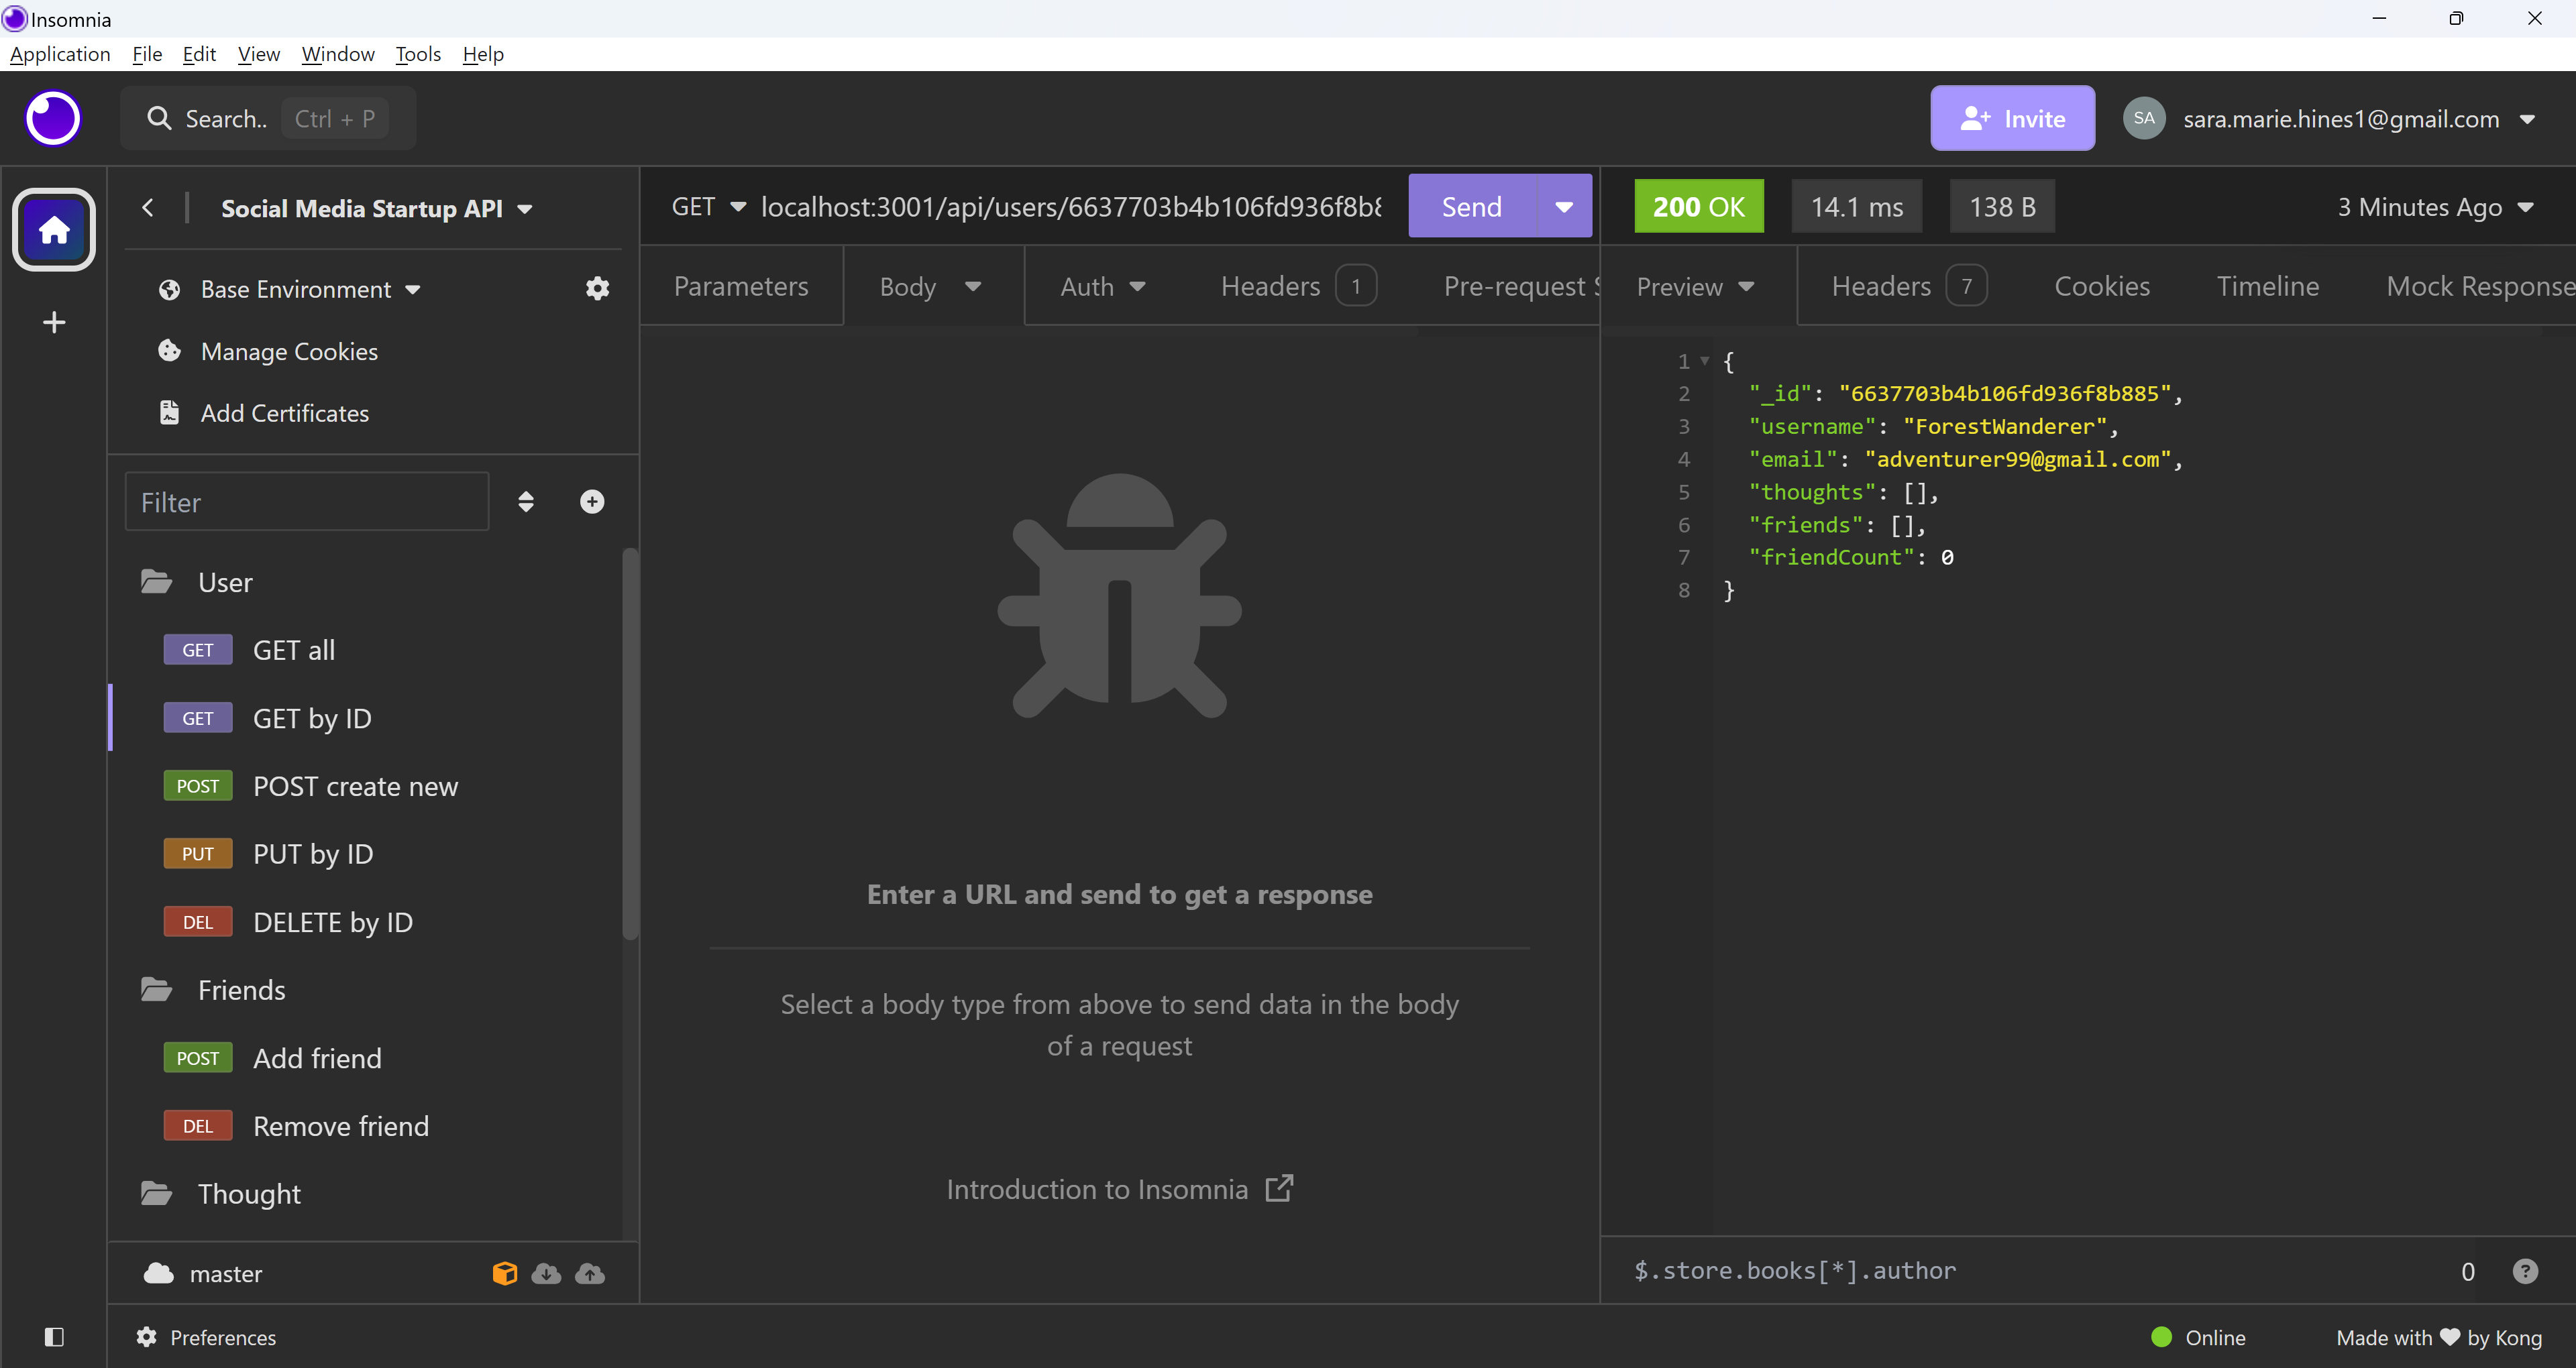 Insomnia
Application File Edit View Window Tools Help
Search.. Ctrl + P
Invite
SA sara.marie.hines1@gmail.com
Social Media Startup API
Base Environment
Manage Cookies
Add Certificates
Filter
User
GET GET all
GET GET by ID
POST POST create new
PUT PUT by ID
DEL DELETE by ID
Friends
POST Add friend
DEL Remove friend
Thought
master
Preferences
GET localhost:3001/api/users/6637703b4b106fd936f8b8 Send
Parameters Body Auth Headers 1 Pre-request S
Enter a URL and send to get a response
Select a body type from above to send data in the body
of a request
Introduction to Insomnia
200 OK 14.1 ms 138 B 3 Minutes Ago
Preview Headers 7 Cookies Timeline Mock Response
1 {
2 "_id": "6637703b4b106fd936f8b885",
3 "username": "ForestWanderer",
4 "email": "adventurer99@gmail.com",
5 "thoughts": [],
6 "friends": [],
7 "friendCount": 0
8 }
$.store.books[*].author 0 ?
Online Made with ♥ by Kong